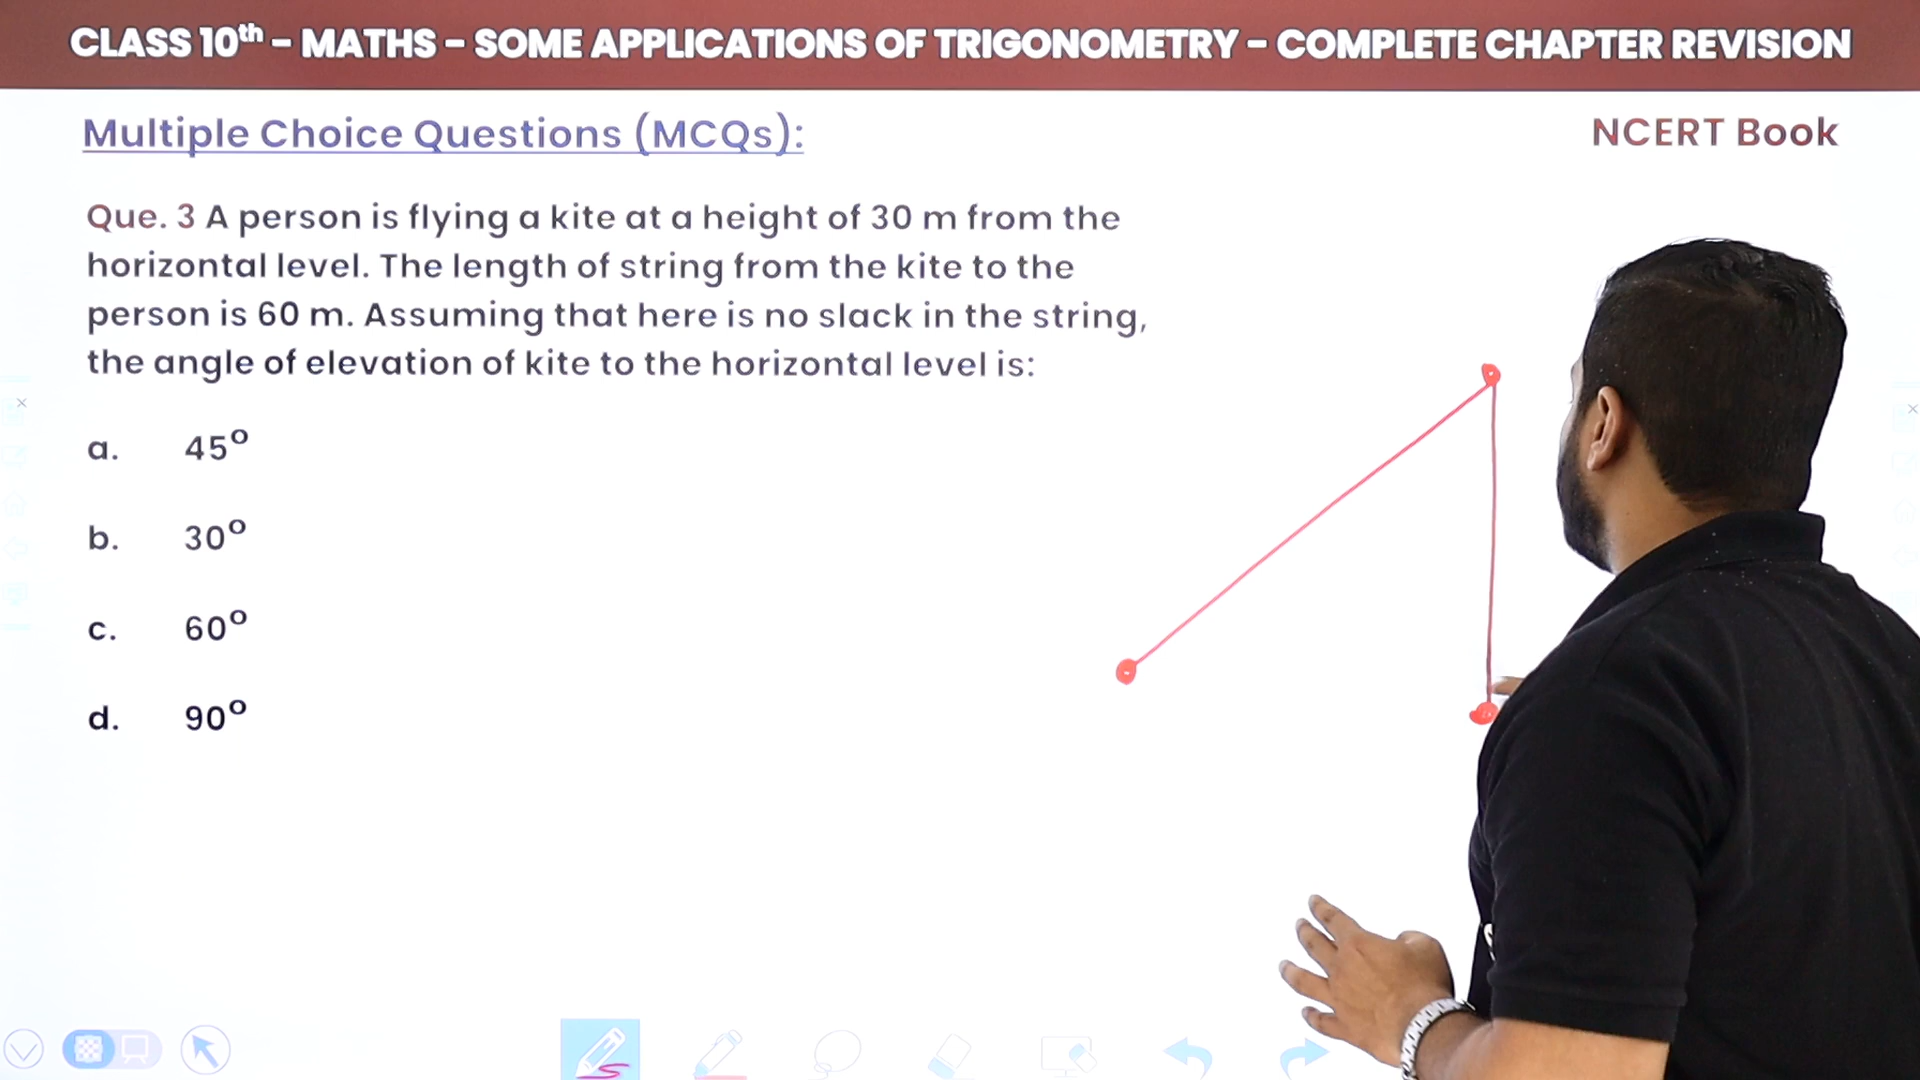 CLASS 10th – MATHS – SOME APPLICATIONS OF TRIGONOMETRY – COMPLETE CHAPTER REVISION
Multiple Choice Questions (MCQs):
NCERT Book
Que. 3 A person is flying a kite at a height of 30 m from the
horizontal level. The length of string from the kite to the
person is 60 m. Assuming that here is no slack in the string,
the angle of elevation of kite to the horizontal level is:
a. 45°
b. 30°
c. 60°
d. 90°